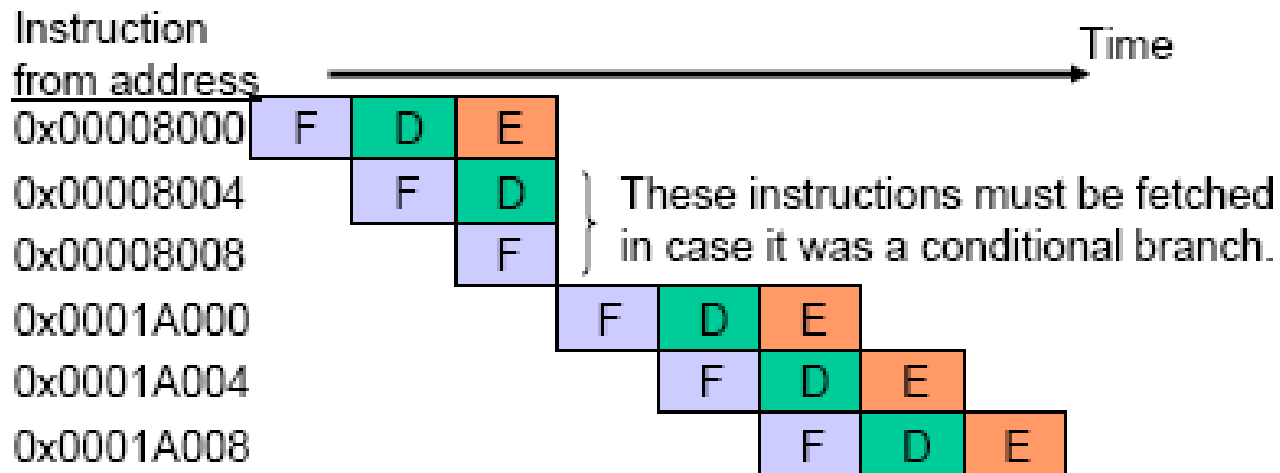 Instruction
from address
Time
0x00008000 F D E
0x00008004 F D
These instructions must be fetched
0x00008008 F
in case it was a conditional branch.
0x0001A000 F D E
0x0001A004 F D E
0x0001A008 F D E